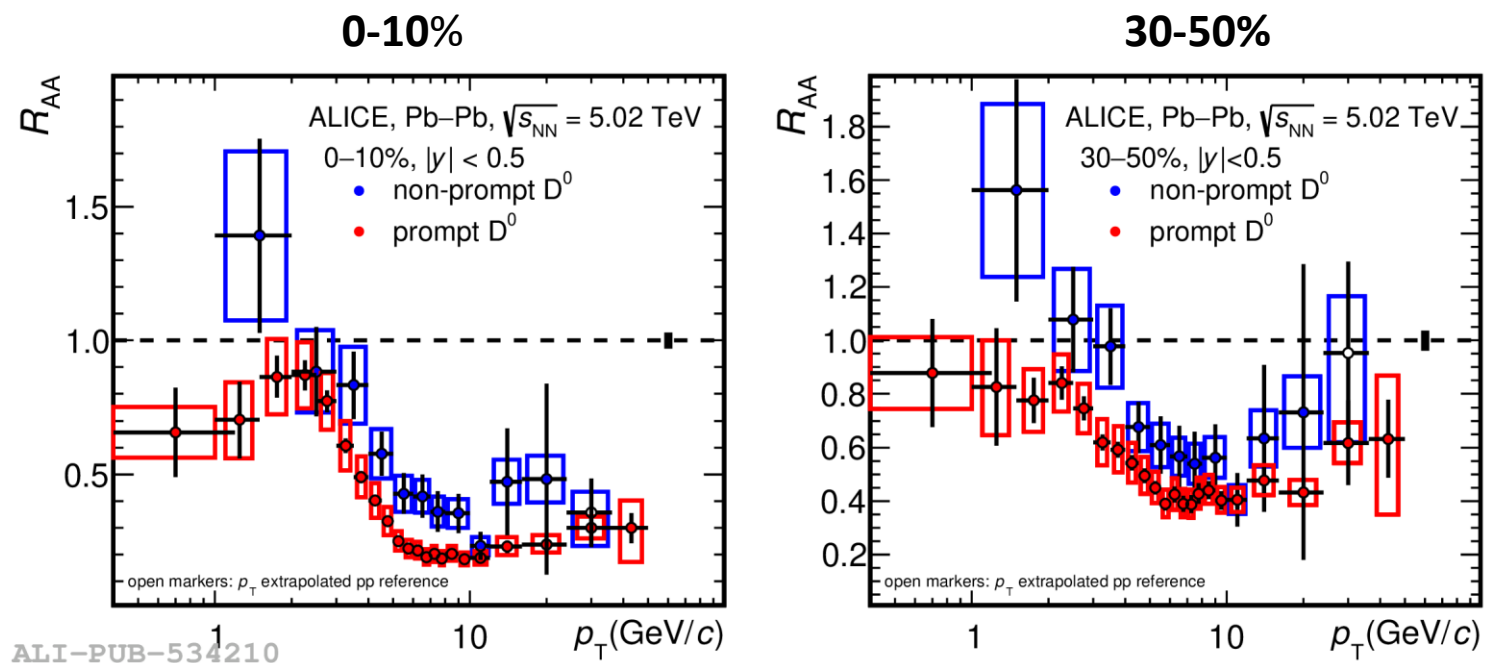 0-10%
30-50%
R_AA
ALICE, Pb–Pb, √s_NN = 5.02 TeV
0–10%, |y| < 0.5
non-prompt D⁰
prompt D⁰
1.5
1.0
0.5
open markers: p_T extrapolated pp reference
1
10
p_T(GeV/c)
R_AA
ALICE, Pb–Pb, √s_NN = 5.02 TeV
30–50%, |y|<0.5
non-prompt D⁰
prompt D⁰
1.8
1.6
1.4
1.2
1.0
0.8
0.6
0.4
0.2
open markers: p_T extrapolated pp reference
1
10
p_T(GeV/c)
ALI-PUB-534210